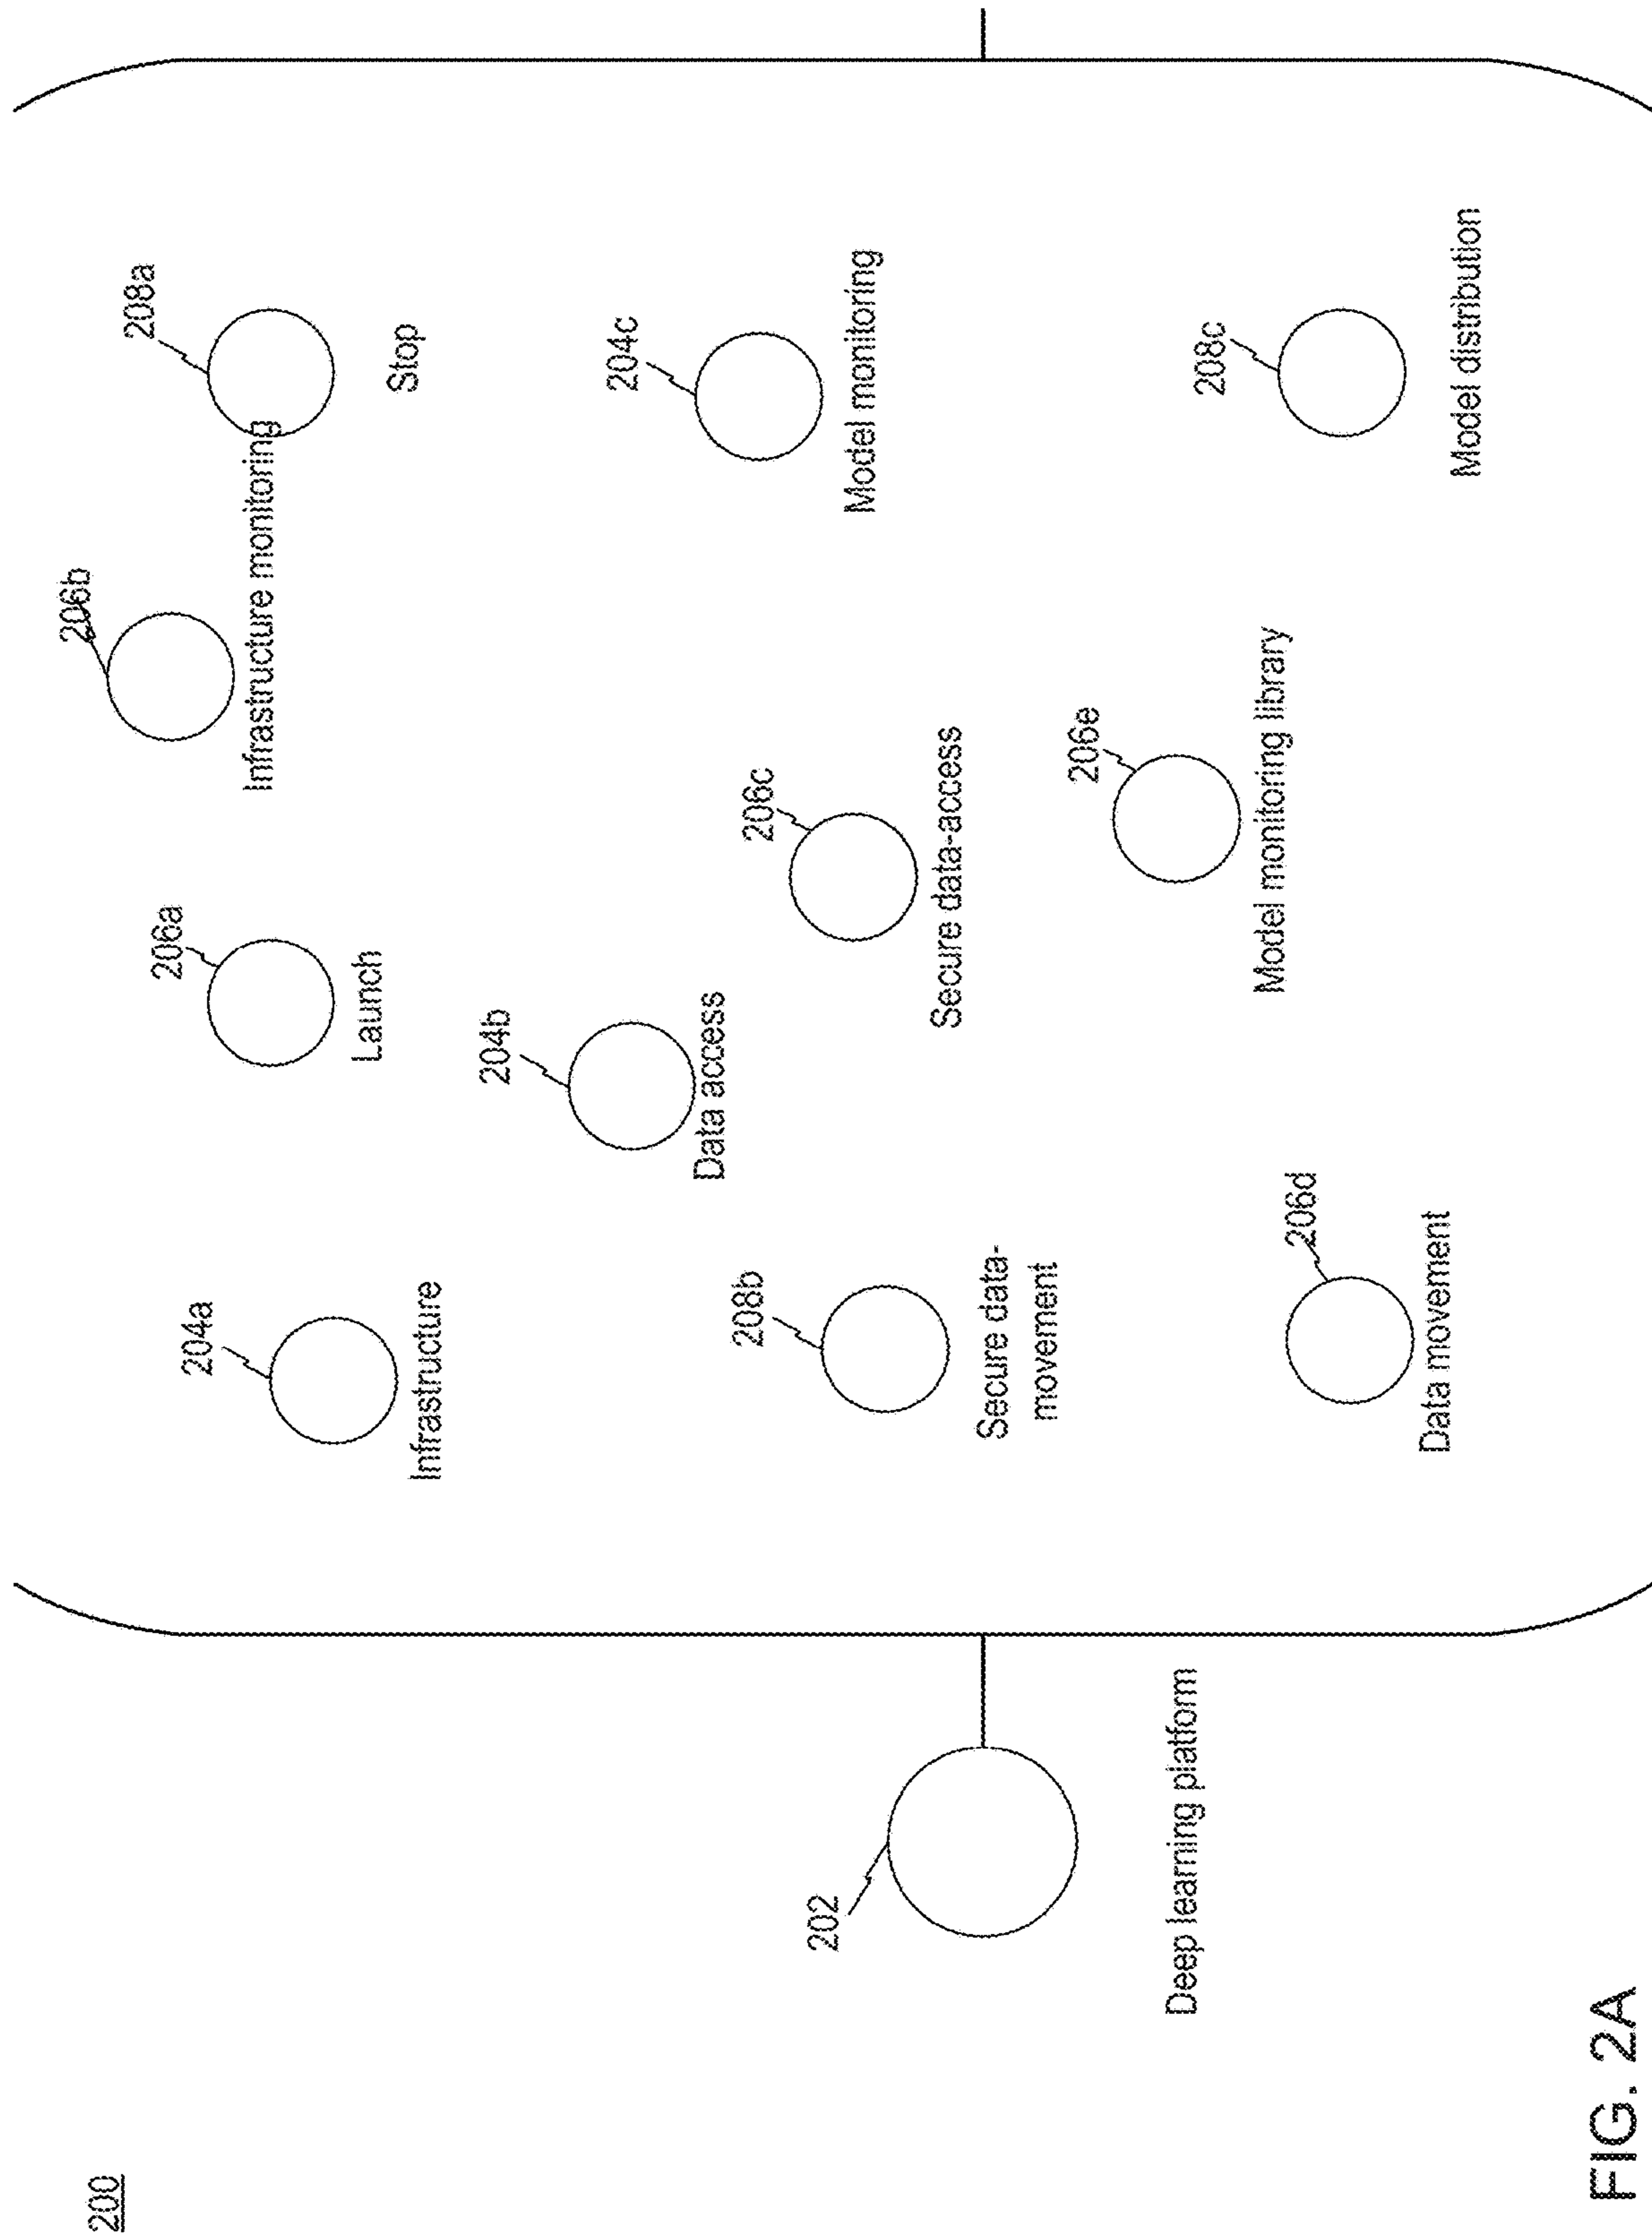 200
202
Deep learning platform
204a
Infrastructure
206a
Launch
206b
Infrastructure monitoring
208a
Stop
204b
Data access
204c
Model monitoring
208b
Secure data-
movement
206c
Secure data-access
206e
Model monitoring library
206d
Data movement
208c
Model distribution
FIG. 2A